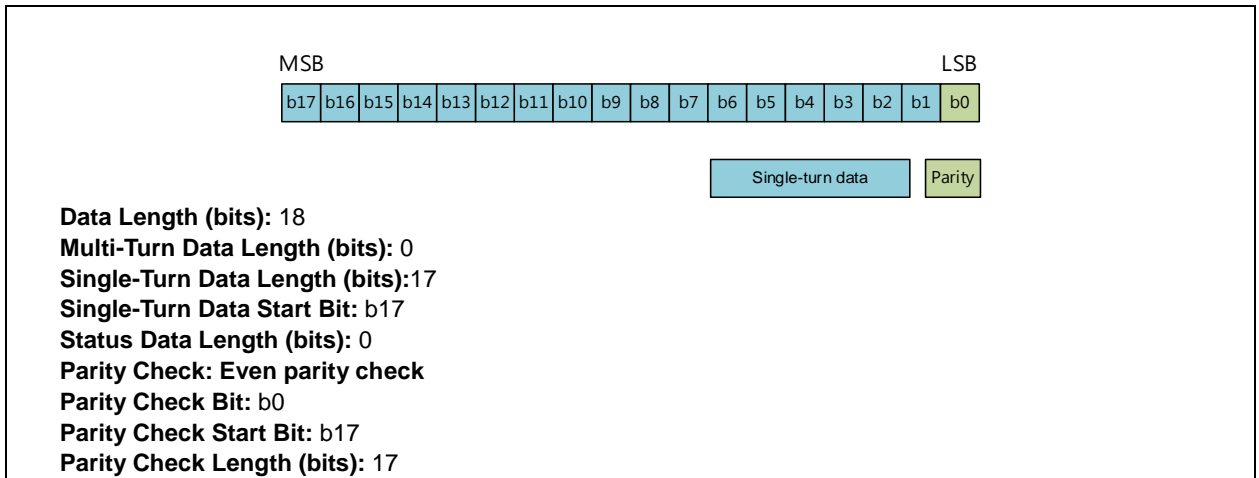 MSB LSB
b17 b16 b15 b14 b13 b12 b11 b10 b9 b8 b7 b6 b5 b4 b3 b2 b1 b0
Single-turn data Parity
Data Length (bits): 18
Multi-Turn Data Length (bits): 0
Single-Turn Data Length (bits):17
Single-Turn Data Start Bit: b17
Status Data Length (bits): 0
Parity Check: Even parity check
Parity Check Bit: b0
Parity Check Start Bit: b17
Parity Check Length (bits): 17